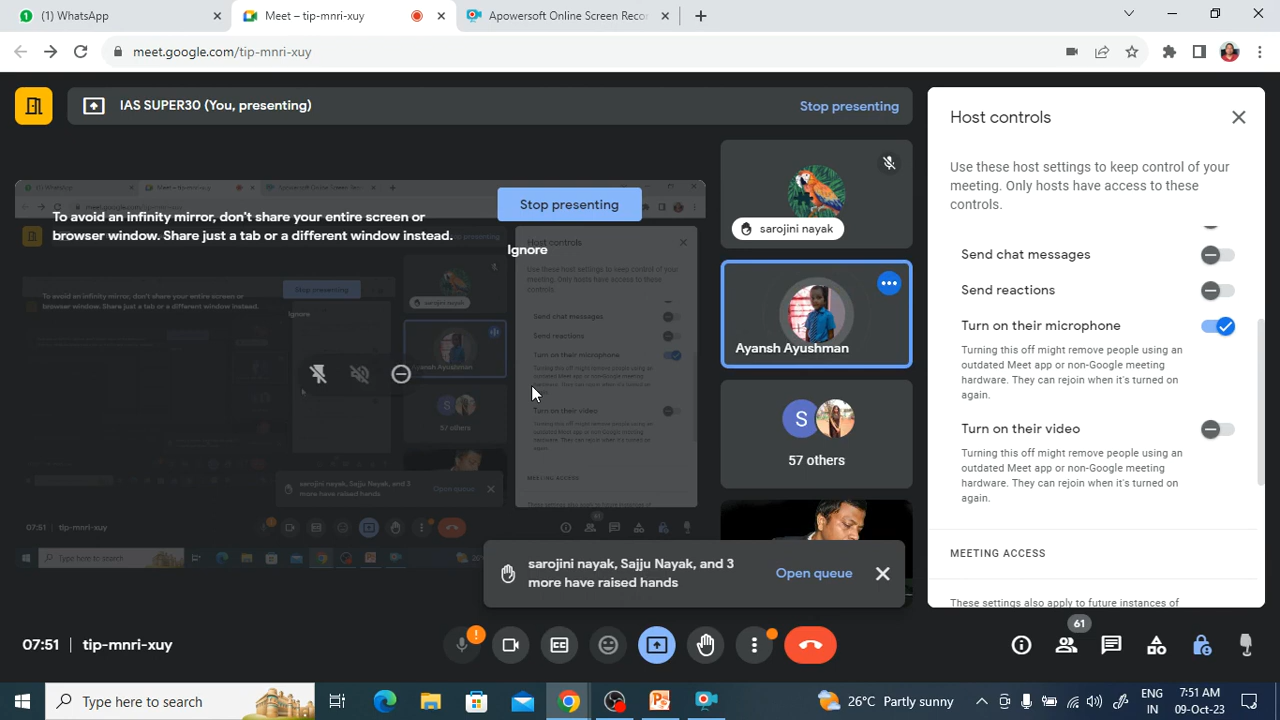 (1) WhatsApp
Meet – tip-mnri-xuy
Apowersoft Online Screen Reco
meet.google.com/tip-mnri-xuy
IAS SUPER30 (You, presenting)
Stop presenting
To avoid an infinity mirror, don't share your entire screen or
browser window. Share just a tab or a different window instead.
Stop presenting
Ignore
sarojini nayak
Ayansh Ayushman
S
57 others
sarojini nayak, Sajju Nayak, and 3
more have raised hands
Open queue
Host controls
Use these host settings to keep control of your
meeting. Only hosts have access to these
controls.
Send chat messages
Send reactions
Turn on their microphone
Turning this off might remove people using an
outdated Meet app or non-Google meeting
hardware. They can rejoin when it's turned on
again.
Turn on their video
Turning this off might remove people using an
outdated Meet app or non-Google meeting
hardware. They can rejoin when it's turned on
again.
MEETING ACCESS
These settings also apply to future instances of
07:51 | tip-mnri-xuy
61
Type here to search
26°C Partly sunny
ENG
IN
7:51 AM
09-Oct-23